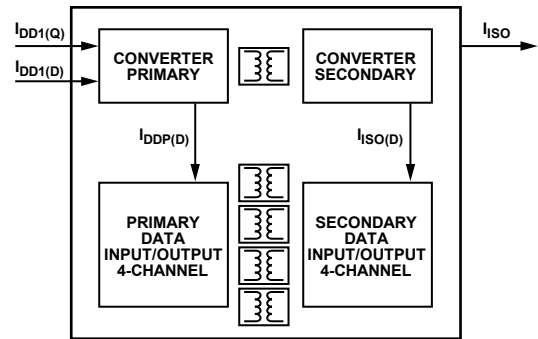 IDD1(Q)
IDD1(D)
CONVERTER
PRIMARY
CONVERTER
SECONDARY
IISO
IDDP(D)
IISO(D)
PRIMARY
DATA
INPUT/OUTPUT
4-CHANNEL
SECONDARY
DATA
INPUT/OUTPUT
4-CHANNEL